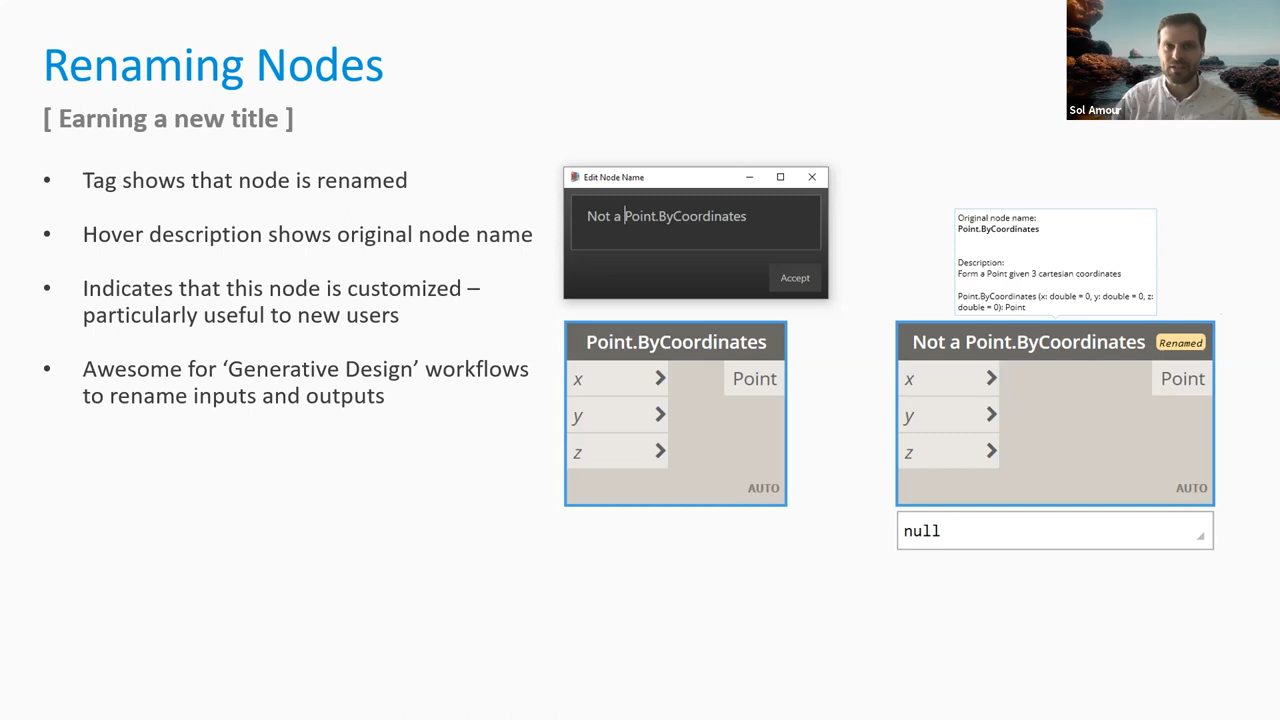 Renaming Nodes
[ Earning a new title ]
• Tag shows that node is renamed
• Hover description shows original node name
• Indicates that this node is customized –
particularly useful to new users
• Awesome for ‘Generative Design’ workflows
to rename inputs and outputs
Edit Node Name
Not a Point.ByCoordinates
Accept
Point.ByCoordinates
x
Point
y
z
AUTO
Original node name:
Point.ByCoordinates
Description:
Form a Point given 3 cartesian coordinates
Point.ByCoordinates (x: double = 0, y: double = 0, z:
double = 0): Point
Not a Point.ByCoordinates Renamed
x
Point
y
z
AUTO
null
Sol Amour